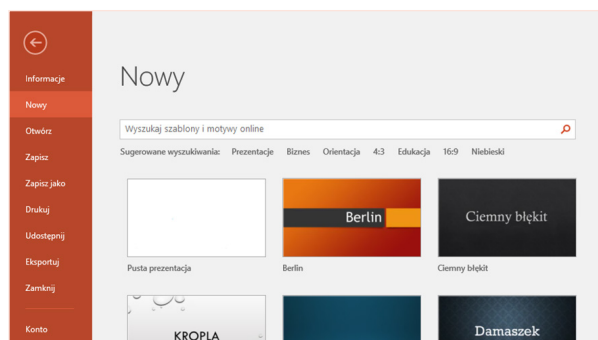 Informacje
Nowy
Otwórz
Zapisz
Zapisz jako
Drukuj
Udostępnij
Eksportuj
Zamknij
Konto
Nowy
Wyszukaj szablony i motywy online
Sugerowane wyszukiwania: Prezentacje Biznes Orientacja 4:3 Edukacja 16:9 Niebieski
Berlin
Ciemny błękit
Pusta prezentacja Berlin Ciemny błękit
KROPLA
Damaszek